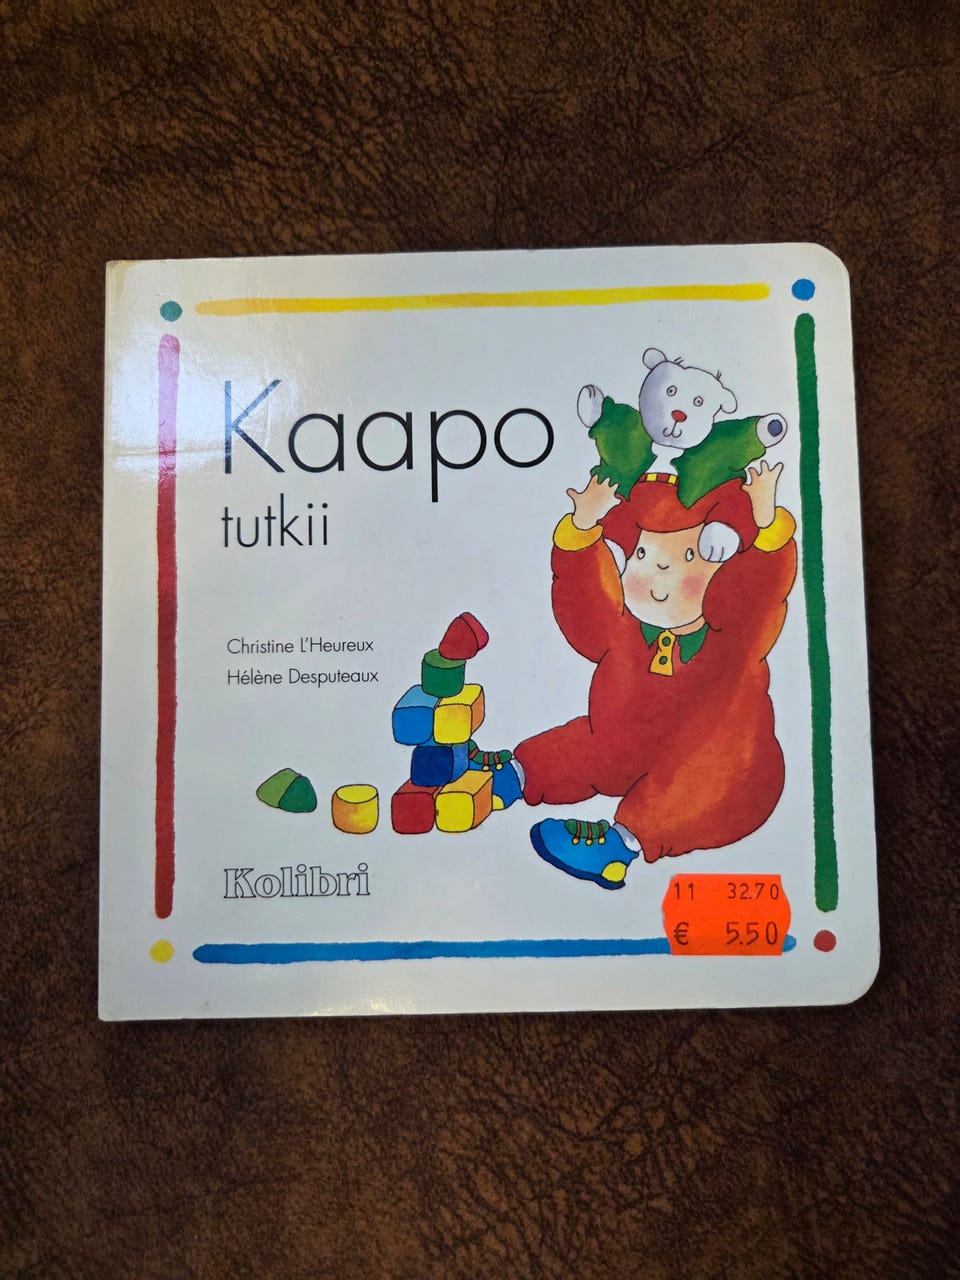 Kaapo
tutkii
Christine L'Heureux
Hélène Desputeaux
Kolibri
11 32.70
€ 5.50